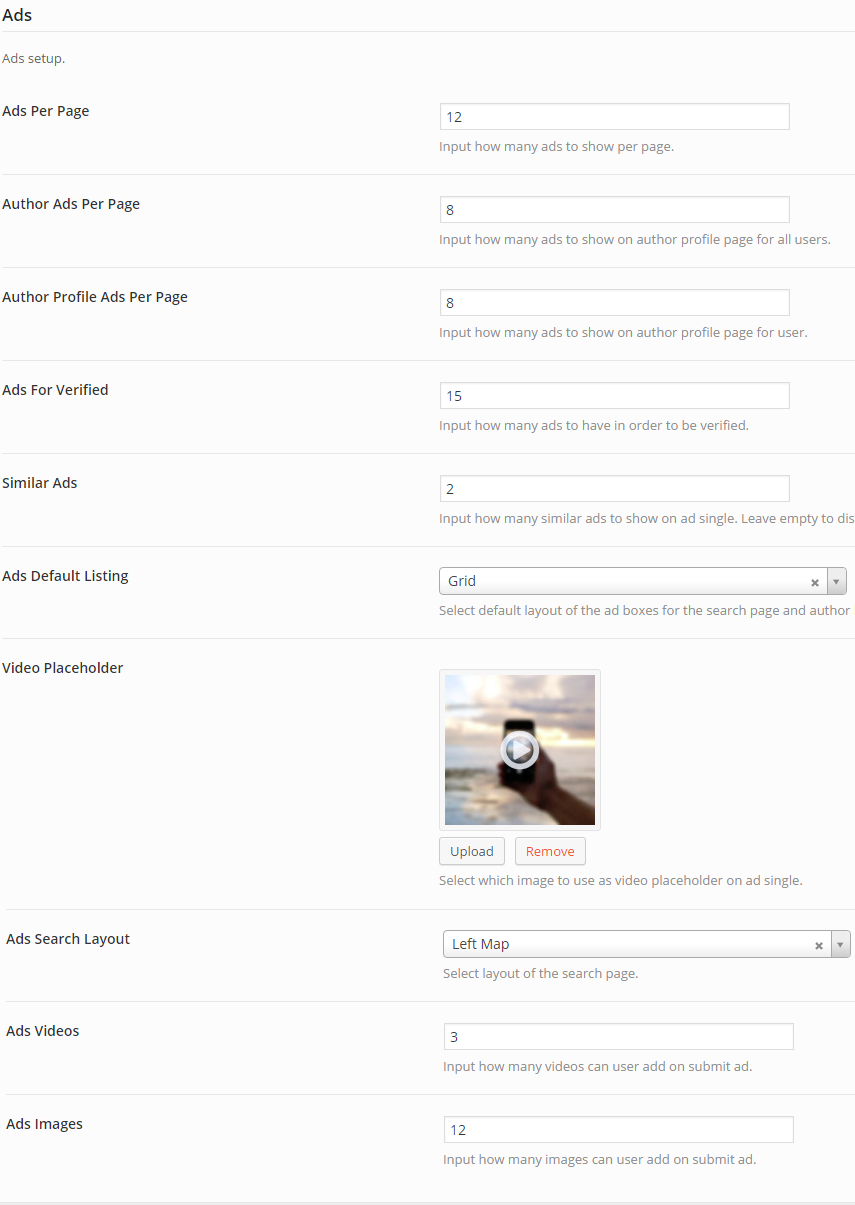 Ads
Ads setup.
Ads Per Page
12
Input how many ads to show per page.
Author Ads Per Page
8
Input how many ads to show on author profile page for all users.
Author Profile Ads Per Page
8
Input how many ads to show on author profile page for user.
Ads For Verified
15
Input how many ads to have in order to be verified.
Similar Ads
2
Input how many similar ads to show on ad single. Leave empty to dis
Ads Default Listing
Grid
Select default layout of the ad boxes for the search page and author
Video Placeholder
Upload Remove
Select which image to use as video placeholder on ad single.
Ads Search Layout
Left Map
Select layout of the search page.
Ads Videos
3
Input how many videos can user add on submit ad.
Ads Images
12
Input how many images can user add on submit ad.